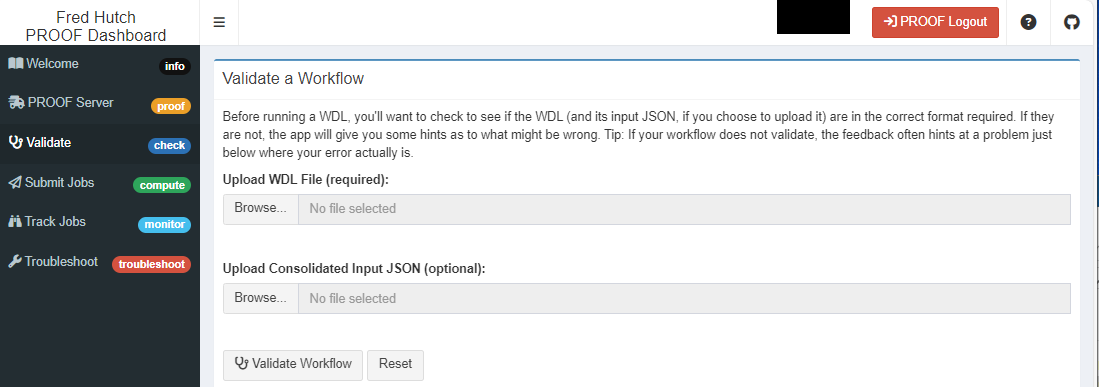 Fred Hutch
PROOF Dashboard
PROOF Logout
Welcome
info
PROOF Server
proof
Validate
check
Submit Jobs
compute
Track Jobs
monitor
Troubleshoot
troubleshoot
Validate a Workflow
Before running a WDL, you'll want to check to see if the WDL (and its input JSON, if you choose to upload it) are in the correct format required. If they
are not, the app will give you some hints as to what might be wrong. Tip: If your workflow does not validate, the feedback often hints at a problem just
below where your error actually is.
Upload WDL File (required):
Browse... No file selected
Upload Consolidated Input JSON (optional):
Browse... No file selected
Validate Workflow Reset